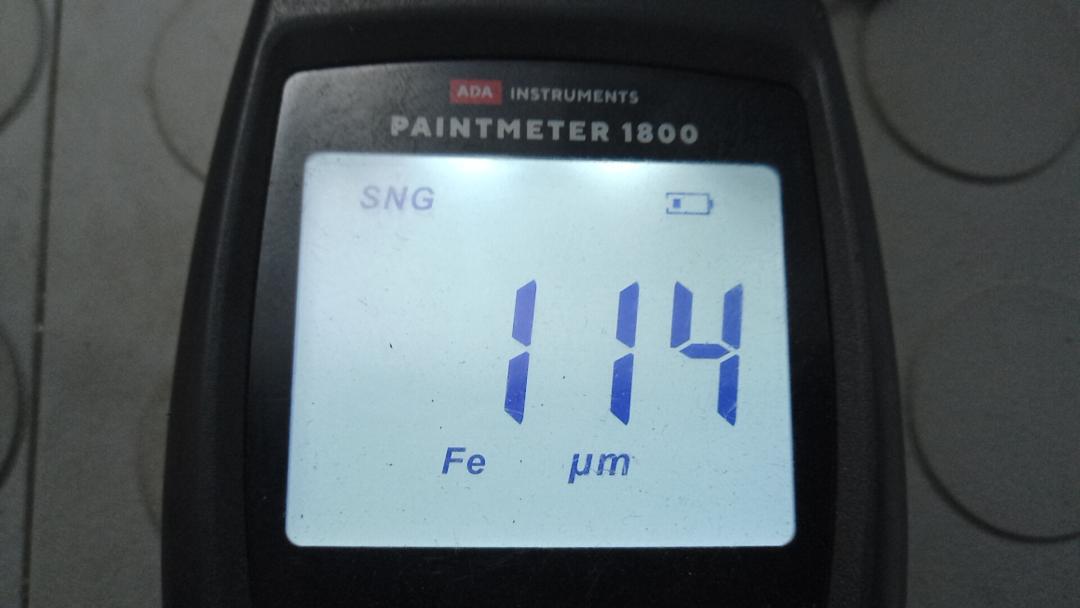 ADA INSTRUMENTS
PAINTMETER 1800
SNG
114
Fe µm